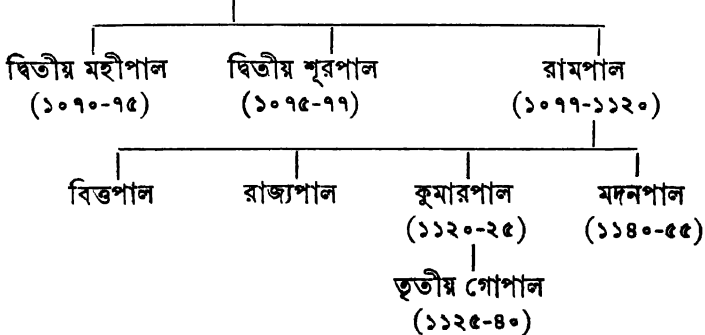 দ্বিতীয় মহীপাল দ্বিতীয় শূরপাল রামপাল
(১০৭০-৭৫) (১০৭৫-৭৭) (১০৭৭-১১২০)
বিত্তপাল রাজ্যপাল কুমারপাল মদনপাল
(১১২০-২৫) (১১৪০-৫৫)
তৃতীয় গোপাল
(১১২৫-৪০)